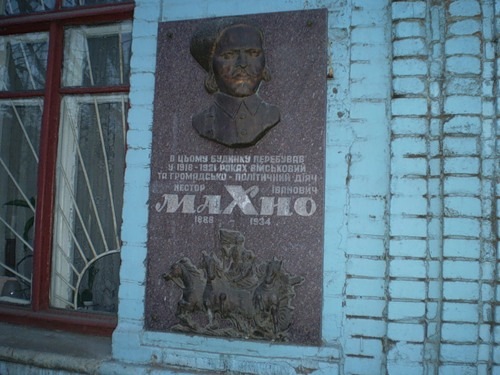 В ЦЬОМУ БУДИНКУ ПЕРЕБУВАВ
У 1918-1921 РОКАХ ВІЙСЬКОВИЙ
ТА ГРОМАДСЬКО-ПОЛІТИЧНИЙ ДІЯЧ
НЕСТОР ІВАНОВИЧ
МАХНО
1888 1934